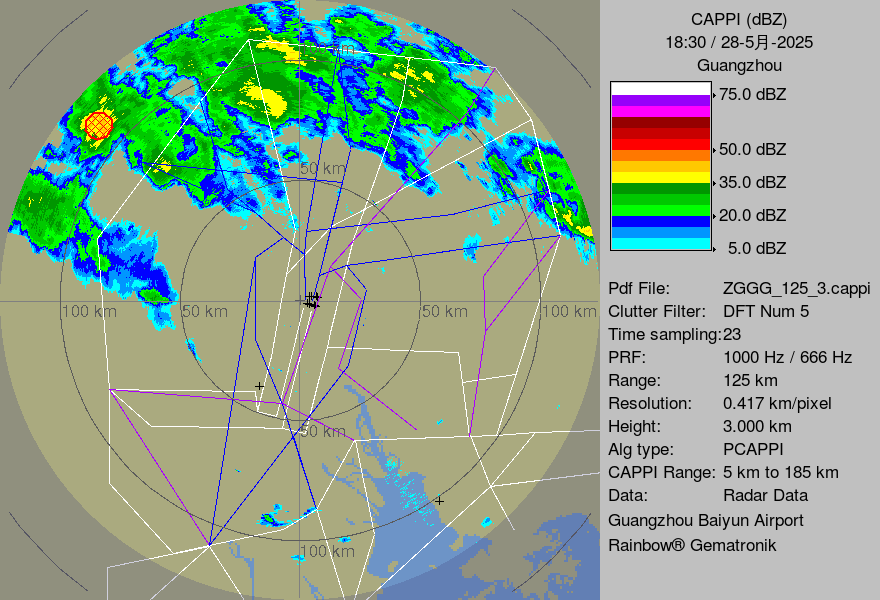 CAPPI (dBZ)
18:30 / 28-5月-2025
Guangzhou
75.0 dBZ
50.0 dBZ
35.0 dBZ
20.0 dBZ
5.0 dBZ
50 km
100 km
50 km
50 km
100 km
50 km
100 km
Pdf File: ZGGG_125_3.cappi
Clutter Filter: DFT Num 5
Time sampling:23
PRF: 1000 Hz / 666 Hz
Range: 125 km
Resolution: 0.417 km/pixel
Height: 3.000 km
Alg type: PCAPPI
CAPPI Range: 5 km to 185 km
Data: Radar Data
Guangzhou Baiyun Airport
Rainbow® Gematronik